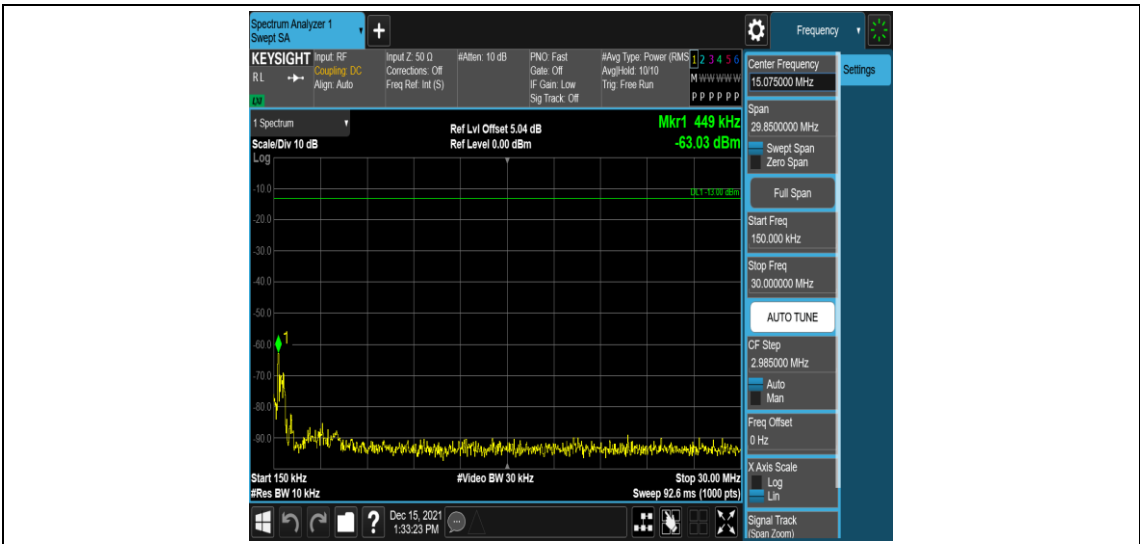 Spectrum Analyzer 1
Swept SA
+
Frequency
KEYSIGHT
RL
LXI
Input: RF
Coupling: DC
Align: Auto
Input Z: 50 Ω
Corrections: Off
Freq Ref: Int (S)
#Atten: 10 dB
PNO: Fast
Gate: Off
IF Gain: Low
Sig Track: Off
#Avg Type: Power (RMS
Avg|Hold: 10/10
Trig: Free Run
1 2 3 4 5 6
M W W W W W
P P P P P P
1 Spectrum
Scale/Div 10 dB
Log
Ref Lvl Offset 5.04 dB
Ref Level 0.00 dBm
Mkr1 449 kHz
-63.03 dBm
DL1 -13.00 dBm
-10.0
-20.0
-30.0
-40.0
-50.0
-60.0
-70.0
-80.0
-90.0
1
Start 150 kHz
#Res BW 10 kHz
#Video BW 30 kHz
Stop 30.00 MHz
Sweep 92.6 ms (1000 pts)
?
Dec 15, 2021
1:33:23 PM
Center Frequency
15.075000 MHz
Settings
Span
29.8500000 MHz
Swept Span
Zero Span
Full Span
Start Freq
150.000 kHz
Stop Freq
30.000000 MHz
AUTO TUNE
CF Step
2.985000 MHz
Auto
Man
Freq Offset
0 Hz
X Axis Scale
Log
Lin
Signal Track
(Span Zoom)